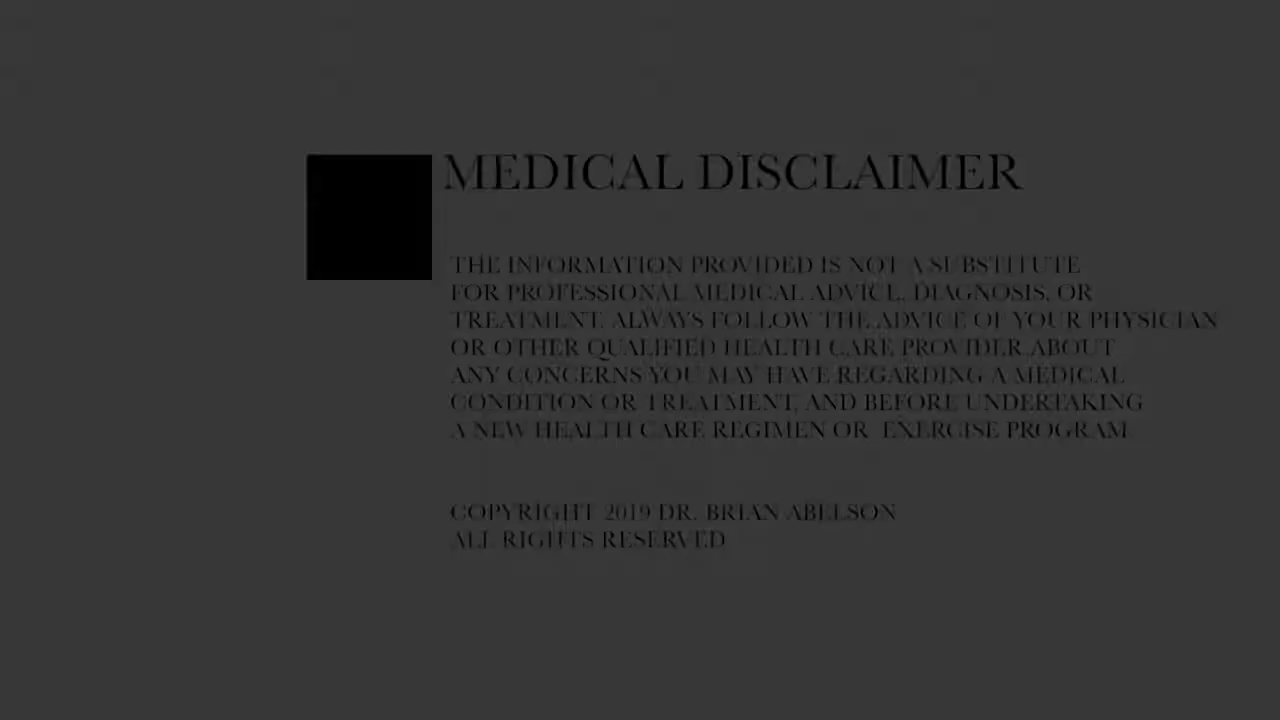 MEDICAL DISCLAIMER
THE INFORMATION PROVIDED IS NOT A SUBSTITUTE
FOR PROFESSIONAL MEDICAL ADVICE, DIAGNOSIS, OR
TREATMENT. ALWAYS FOLLOW THE ADVICE OF YOUR PHYSICIAN
OR OTHER QUALIFIED HEALTH CARE PROVIDER ABOUT
ANY CONCERNS YOU MAY HAVE REGARDING A MEDICAL
CONDITION OR TREATMENT, AND BEFORE UNDERTAKING
A NEW HEALTH CARE REGIMEN OR EXERCISE PROGRAM.
COPYRIGHT 2019 DR. BRIAN ABELSON
ALL RIGHTS RESERVED